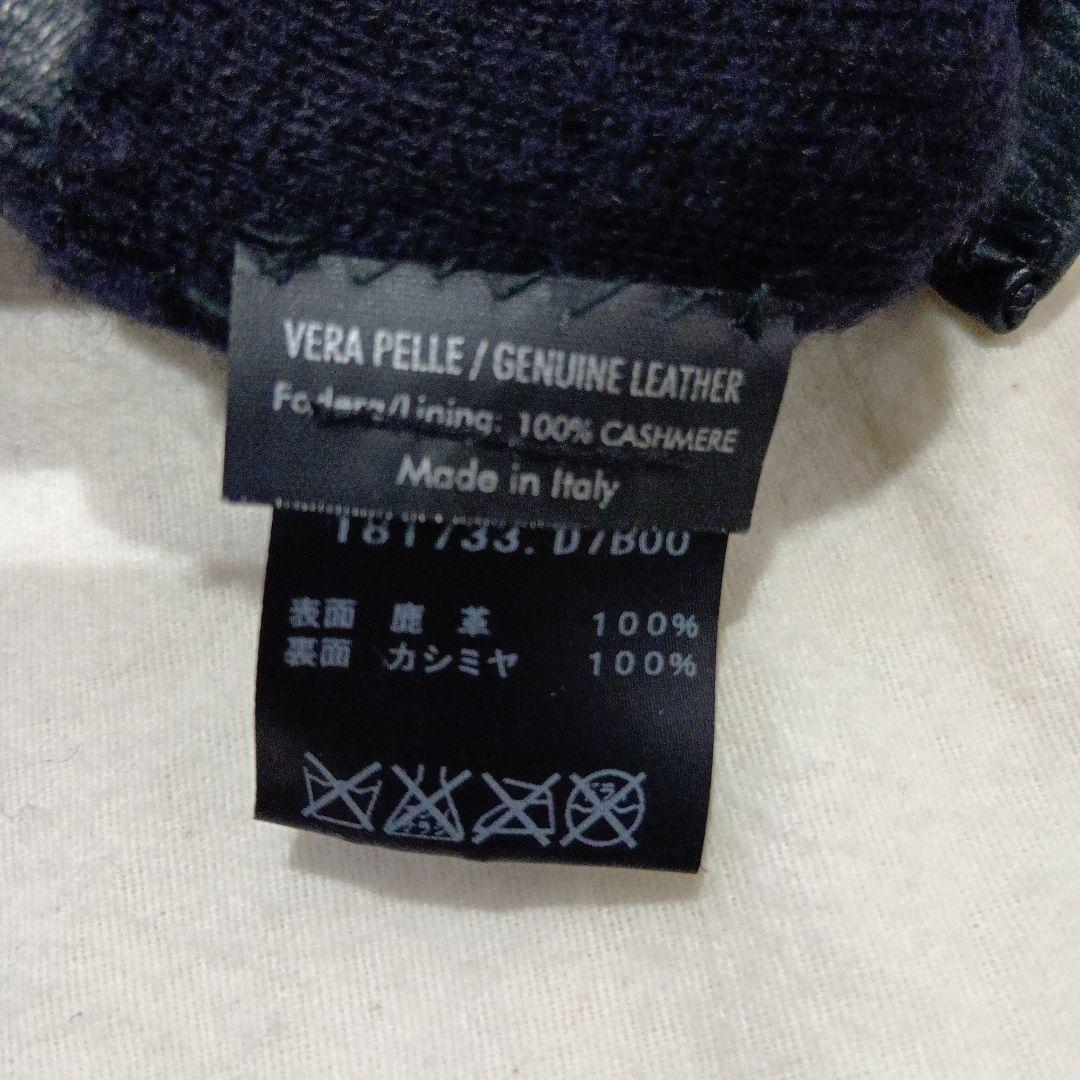 VERA PELLE / GENUINE LEATHER
Fodera/Lining: 100% CASHMERE
Made in Italy
181733. D7B00
表面 鹿 革 100%
裏面 カシミヤ 100%